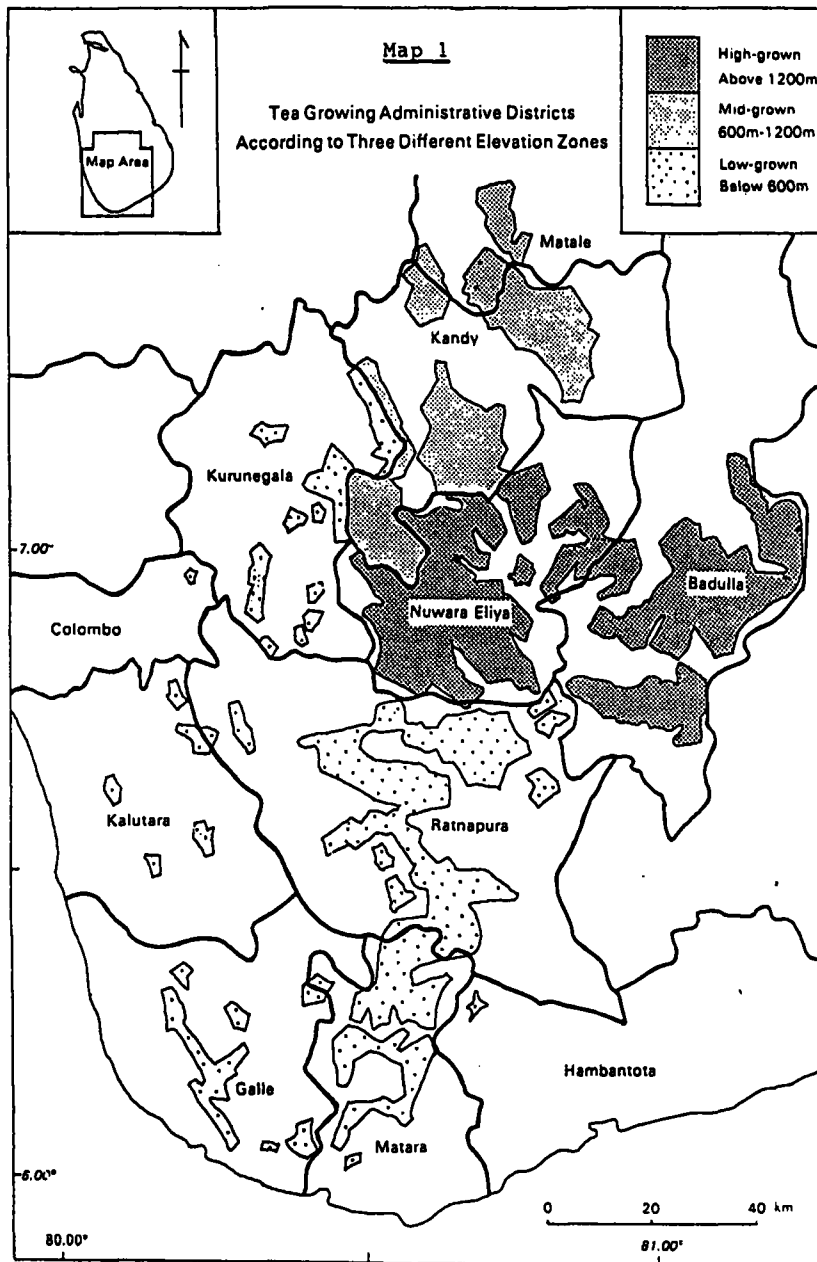 Map 1
Tea Growing Administrative Districts
According to Three Different Elevation Zones
Map Area
High-grown
Above 1200m
Mid-grown
600m-1200m
Low-grown
Below 600m
Matale
Kandy
Kurunegala
7.00°
Badulla
Nuwara Eliya
Colombo
Kalutara
Ratnapura
Galle
Hambantota
Matara
6.00°
0 20 40 km
80.00°
81.00°